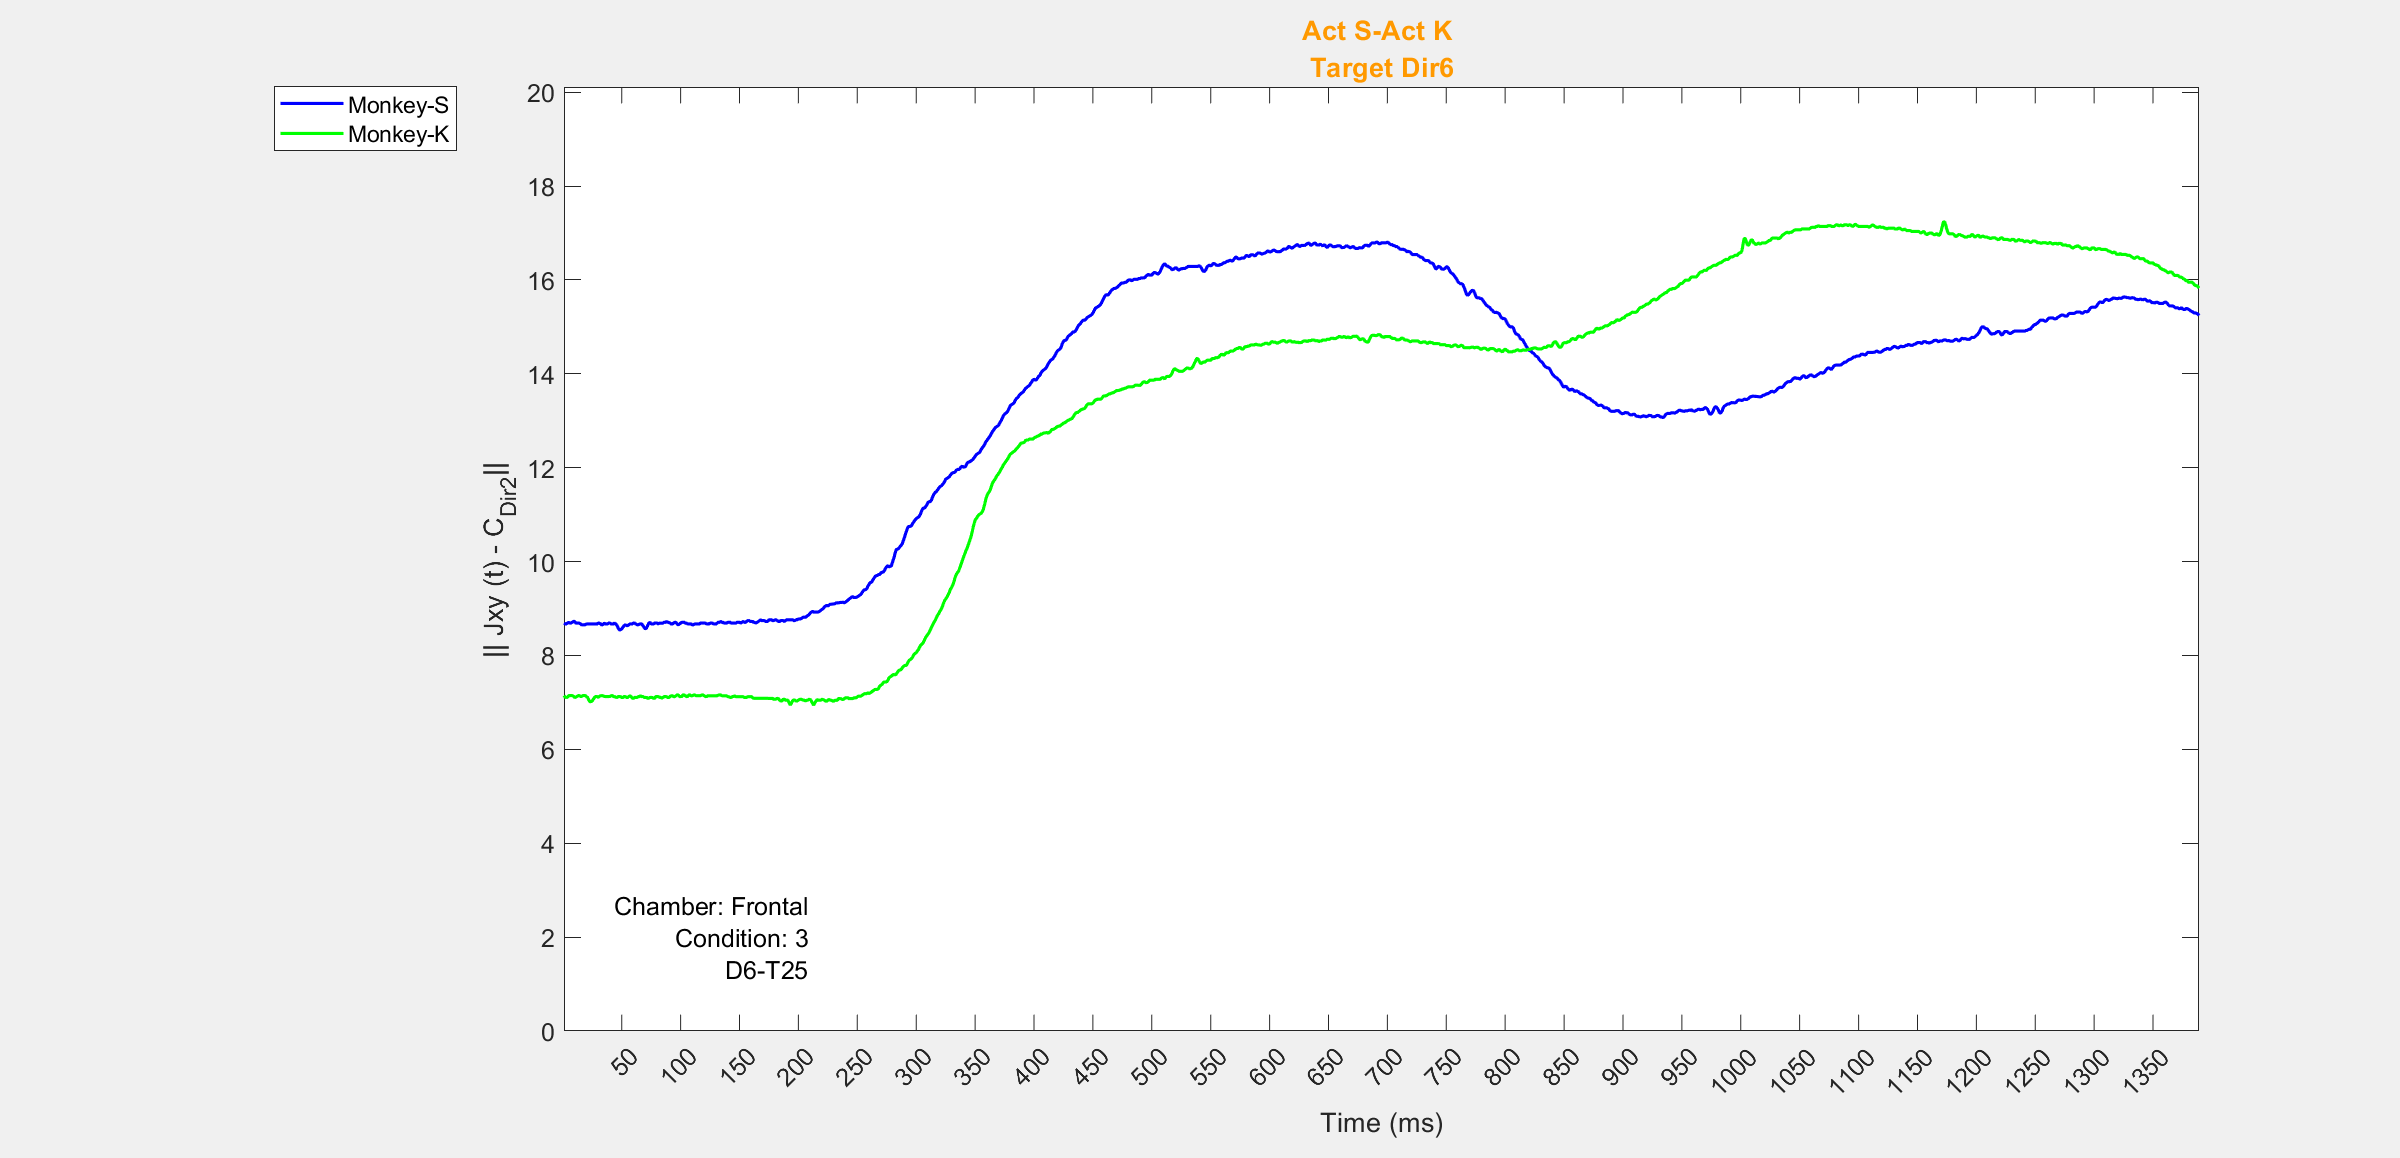 Act S-Act K
Target Dir6
Monkey-S
Monkey-K
20
18
16
14
12
10
8
6
4
2
0
|| Jxy (t) - C_Dir2||
Chamber: Frontal
Condition: 3
D6-T25
50 100 150 200 250 300 350 400 450 500 550 600 650 700 750 800 850 900 950 1000 1050 1100 1150 1200 1250 1300 1350
Time (ms)